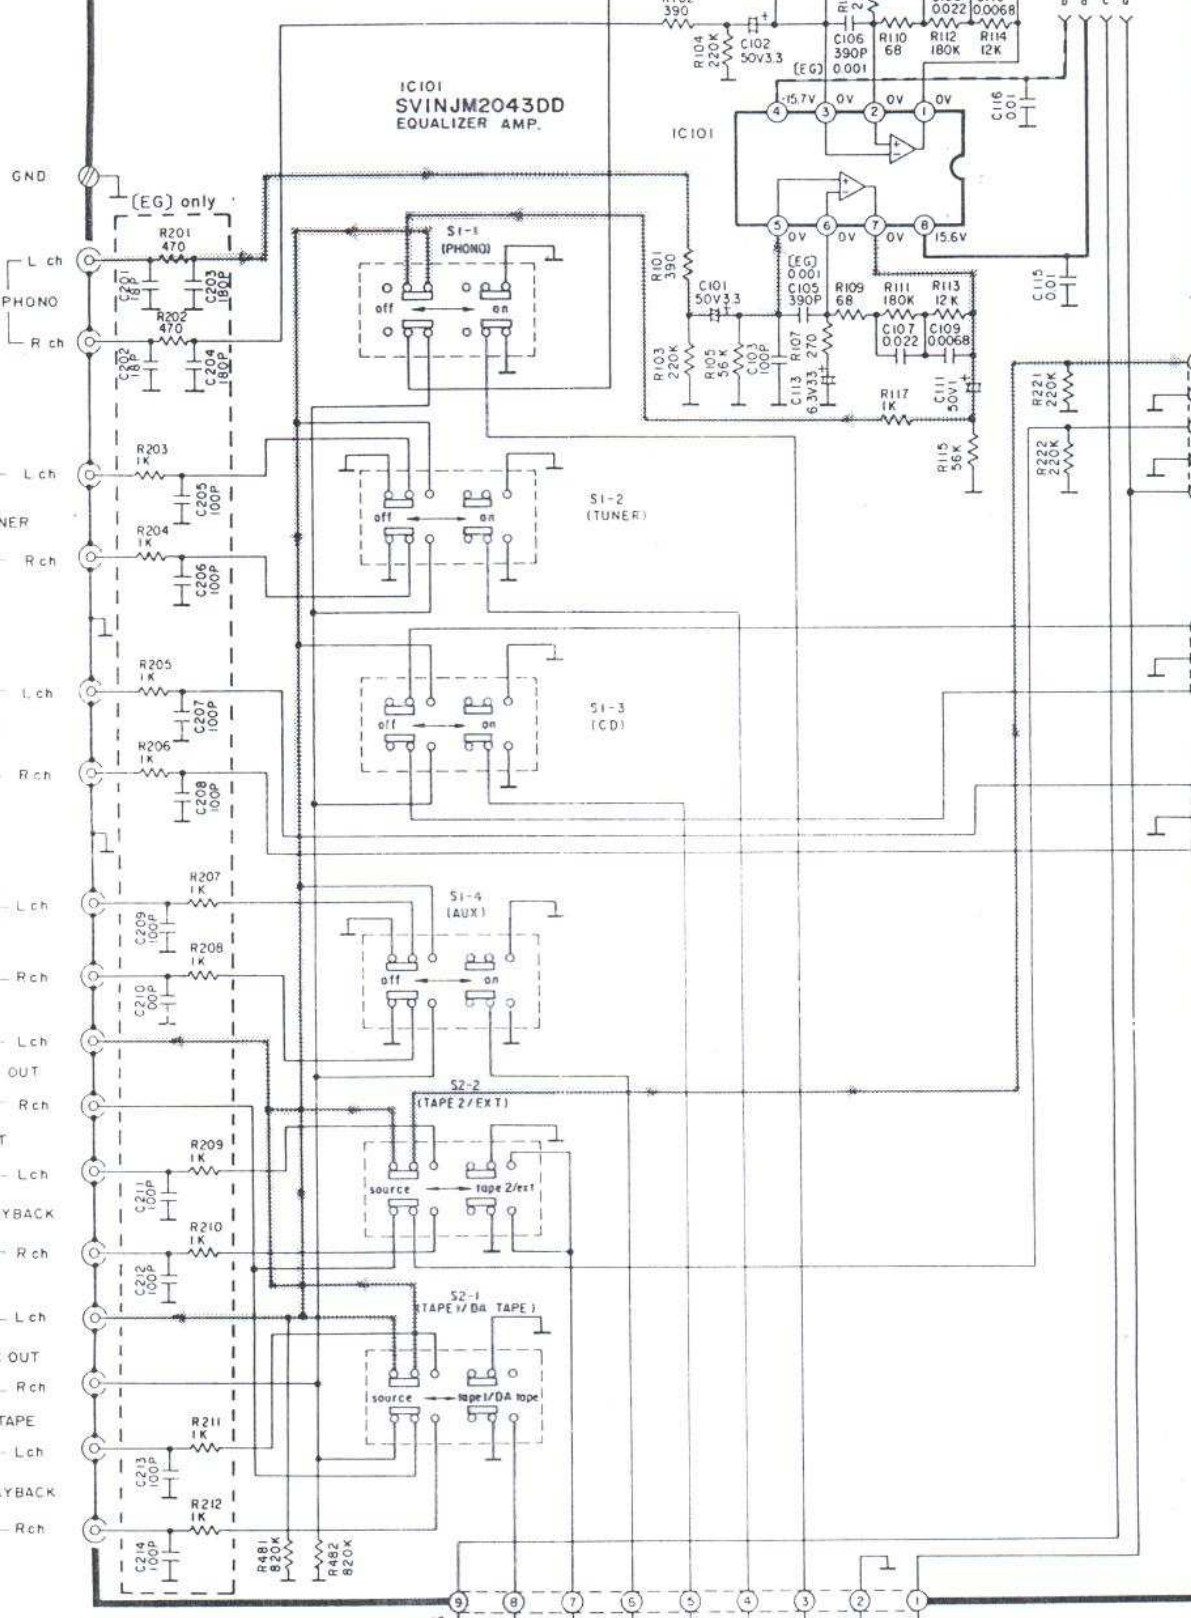 390
R104
220K
C102
50V3.3
C106
390P
[EG] 0.001
R110
68
0.022
R112
180K
0.0068
R114
12K
C116
0.01
IC101
SVINJM2043DD
EQUALIZER AMP.
IC101
-15.7V
0V
0V
0V
4
3
2
1
5
6
7
8
0V
0V
0V
15.6V
GND
[EG] only
R201
470
L ch
C201
18P
C203
180P
PHONO
R202
470
R ch
C202
18P
C204
180P
S1-1
(PHONO)
off
on
R101
390
C101
50V3.3
[EG]
0.001
C105
390P
R109
68
R111
180K
R113
12K
C107
0.022
C109
0.0068
C115
0.01
R103
220K
R105
56K
C103
100P
R107
270
C113
6.3V33
R117
1K
C111
50V1
R115
56K
R221
220K
R222
220K
R203
1K
L ch
C205
100P
NER
R204
1K
R ch
C206
100P
S1-2
(TUNER)
off
on
R205
1K
L ch
C207
100P
R206
1K
R ch
C208
100P
S1-3
(CD)
off
on
R207
1K
L ch
C209
100P
R208
1K
R ch
C210
100P
S1-4
(AUX)
off
on
L ch
OUT
R ch
T
S2-2
(TAPE 2/EXT)
source
tape 2/ext
R209
1K
L ch
C211
100P
YBACK
R210
1K
R ch
C212
100P
L ch
OUT
R ch
S2-1
(TAPE 1/DA TAPE)
source
tape1/DA tape
TAPE
R211
1K
L ch
C213
100P
YBACK
R212
1K
R ch
C214
100P
R481
820K
R482
820K
9
8
7
6
5
4
3
2
1